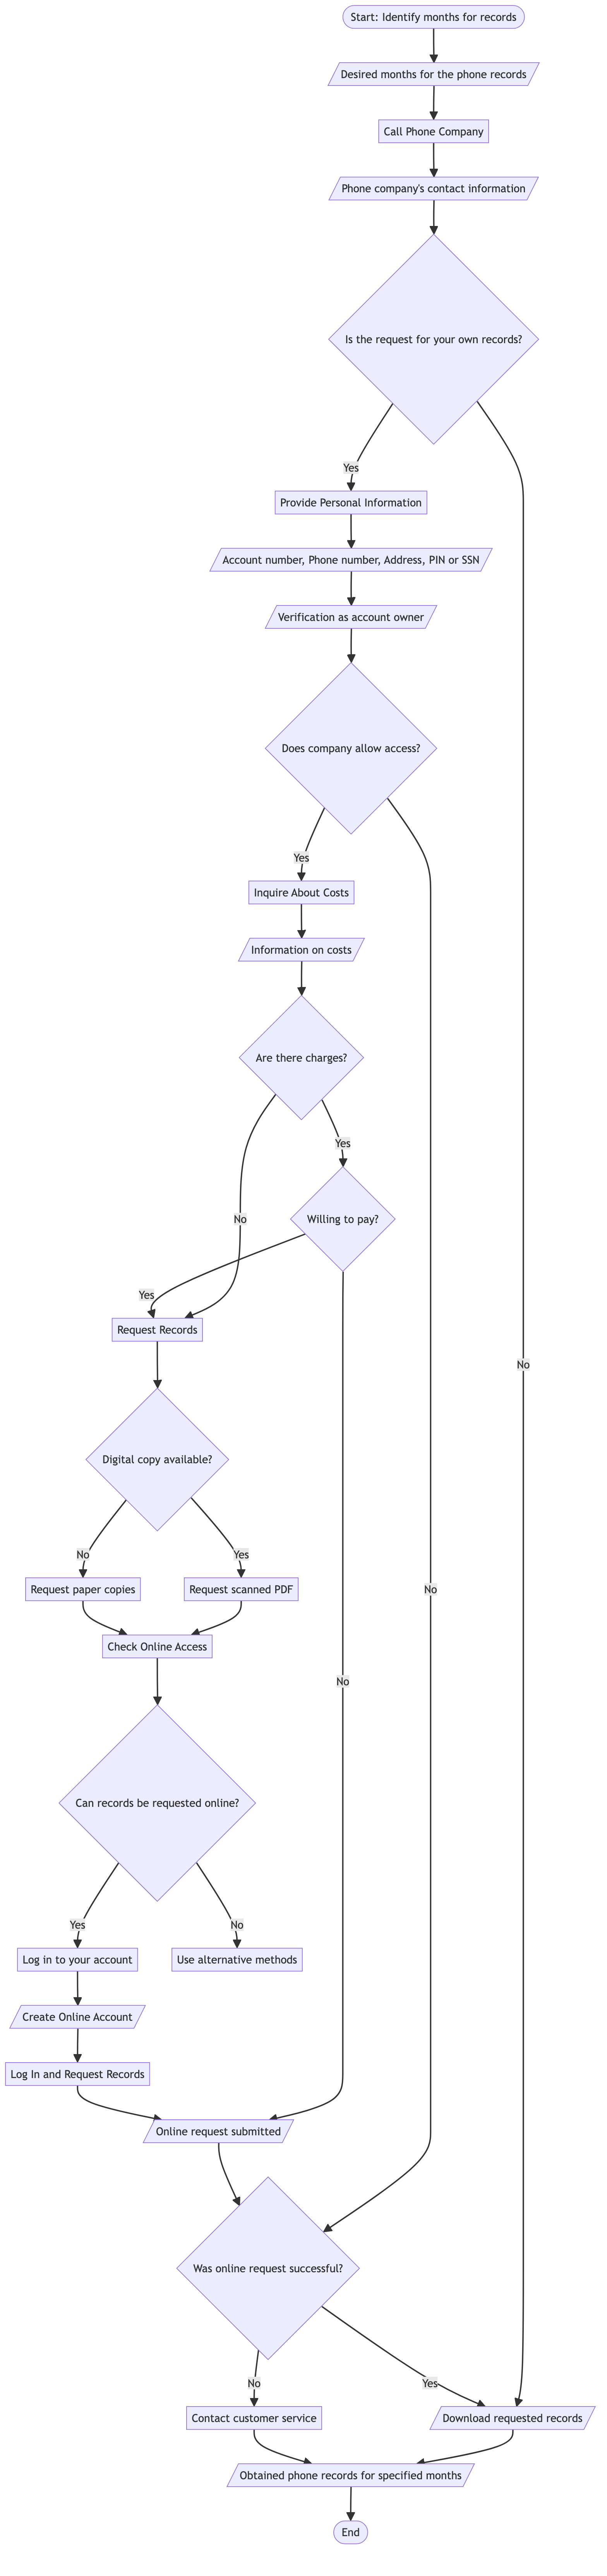 Start: Identify months for records
Desired months for the phone records
Call Phone Company
Phone company's contact information
Is the request for your own records?
Yes
Provide Personal Information
Account number, Phone number, Address, PIN or SSN
Verification as account owner
Does company allow access?
Yes
Inquire About Costs
Information on costs
Are there charges?
Yes
No
Willing to pay?
Yes
Request Records
No
Digital copy available?
No
Yes
Request paper copies
Request scanned PDF
No
Check Online Access
No
Can records be requested online?
Yes
No
Log in to your account
Use alternative methods
Create Online Account
Log In and Request Records
Online request submitted
Was online request successful?
No
Yes
Contact customer service
Download requested records
Obtained phone records for specified months
End